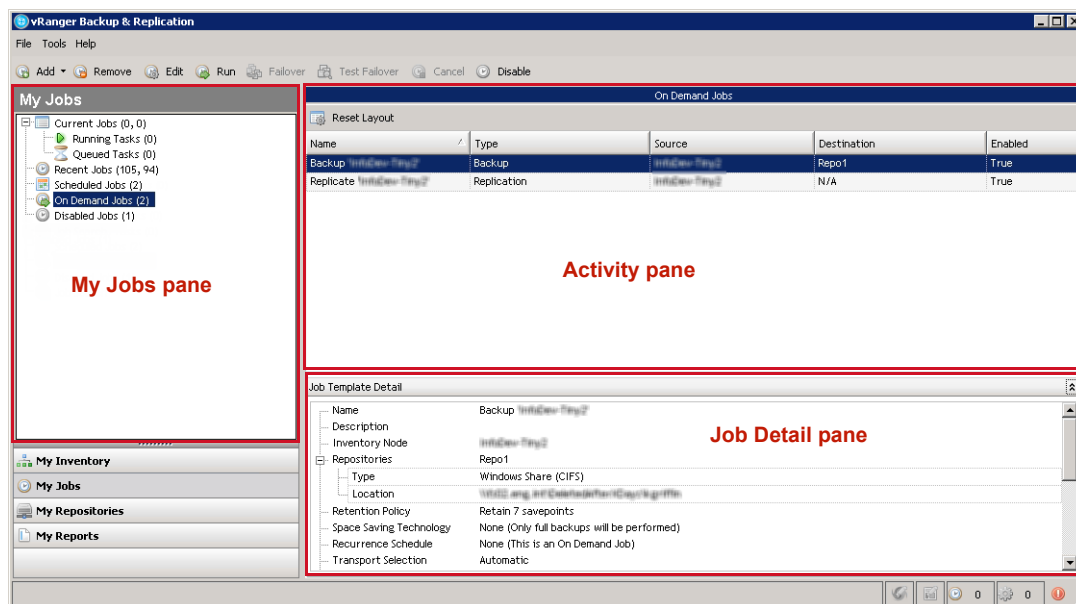 vRanger Backup & Replication
File Tools Help
Add Remove Edit Run Failover Test Failover Cancel Disable
My Jobs
Current Jobs (0, 0)
Running Tasks (0)
Queued Tasks (0)
Recent Jobs (105, 94)
Scheduled Jobs (2)
On Demand Jobs (2)
Disabled Jobs (1)
My Jobs pane
My Inventory
My Jobs
My Repositories
My Reports
On Demand Jobs
Reset Layout
Name Type Source Destination Enabled
Backup Backup Repo1 True
Replicate Replication N/A True
Activity pane
Job Template Detail
Name Backup
Description
Inventory Node
Repositories Repo1
Type Windows Share (CIFS)
Location
Retention Policy Retain 7 savepoints
Space Saving Technology None (Only full backups will be performed)
Recurrence Schedule None (This is an On Demand Job)
Transport Selection Automatic
Job Detail pane
0 0